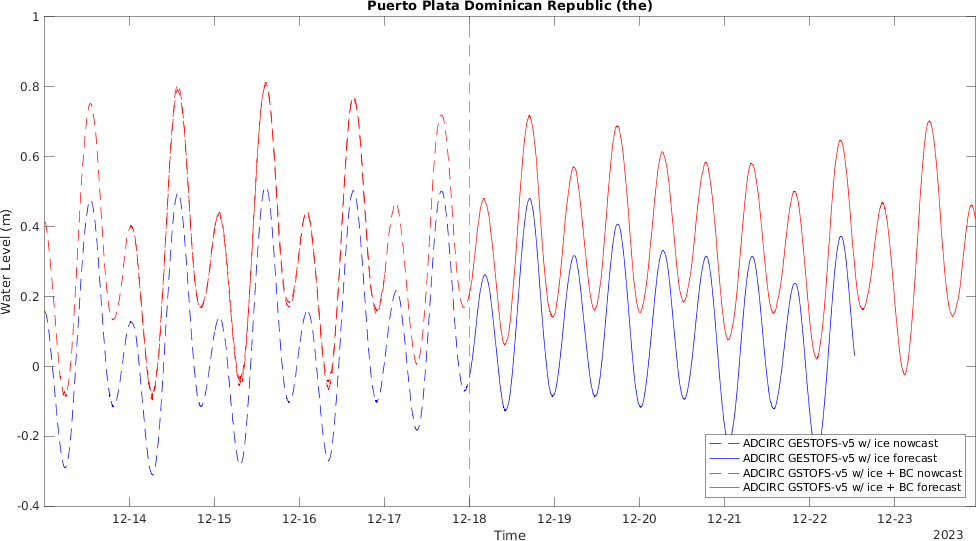 Puerto Plata Dominican Republic (the)
Water Level (m)
1
0.8
0.6
0.4
0.2
0
-0.2
-0.4
ADCIRC GESTOFS-v5 w/ ice nowcast
ADCIRC GESTOFS-v5 w/ ice forecast
ADCIRC GSTOFS-v5 w/ ice + BC nowcast
ADCIRC GSTOFS-v5 w/ ice + BC forecast
12-14 12-15 12-16 12-17 12-18 12-19 12-20 12-21 12-22 12-23
Time
2023